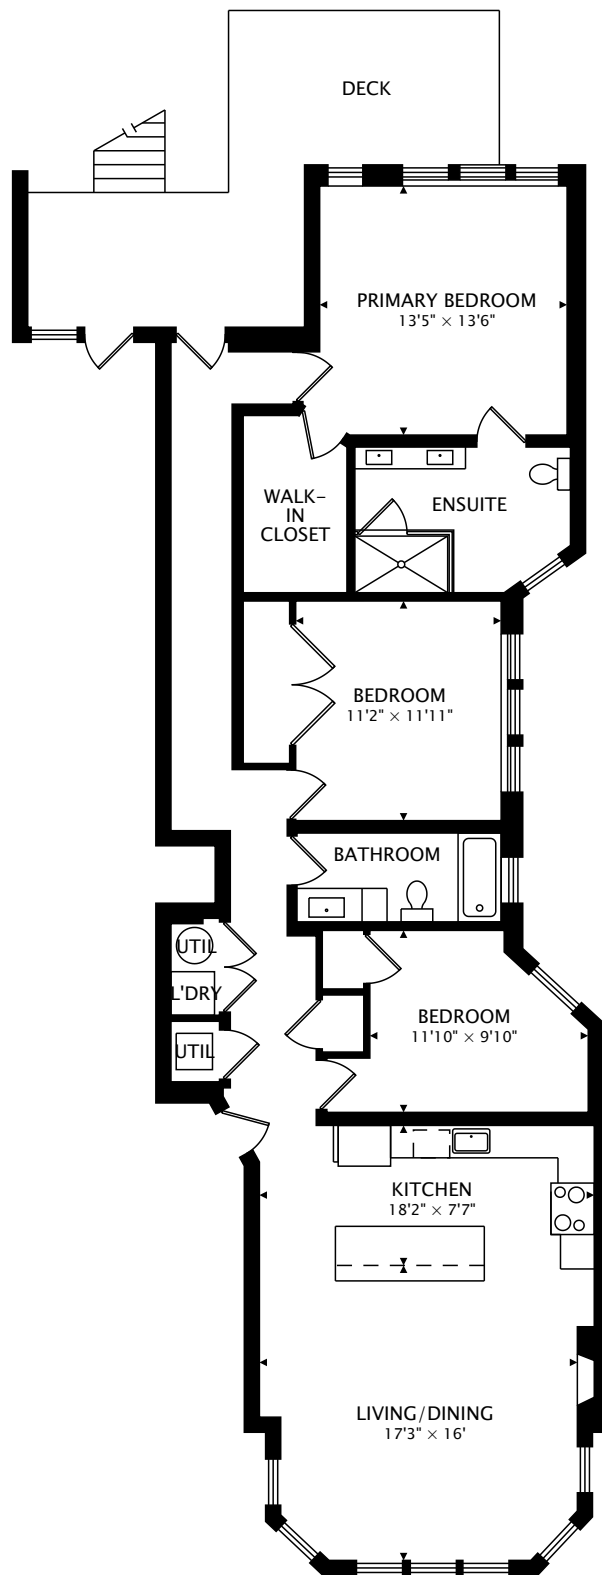 DECK
PRIMARY BEDROOM
13'5" × 13'6"
WALK-
IN
CLOSET
ENSUITE
BEDROOM
11'2" × 11'11"
BATHROOM
UTIL
L'DRY
UTIL
BEDROOM
11'10" × 9'10"
KITCHEN
18'2" × 7'7"
LIVING/DINING
17'3" × 16'